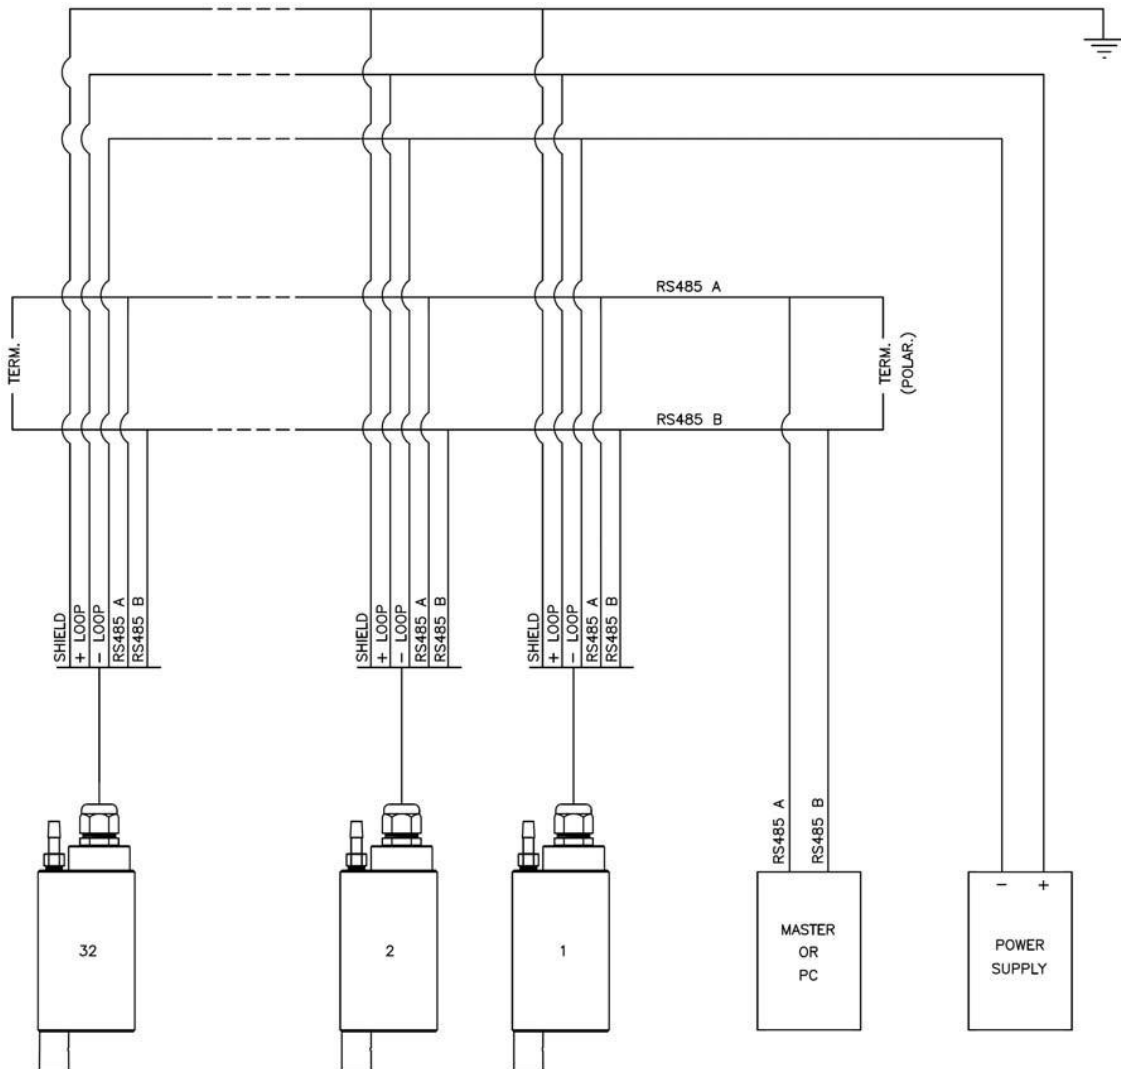 RS485 A
TERM.
TERM.
(POLAR.)
RS485 B
SHIELD
+ LOOP
- LOOP
RS485 A
RS485 B
SHIELD
+ LOOP
- LOOP
RS485 A
RS485 B
SHIELD
+ LOOP
- LOOP
RS485 A
RS485 B
RS485 A
RS485 B
32
2
1
MASTER
OR
PC
- +
POWER
SUPPLY